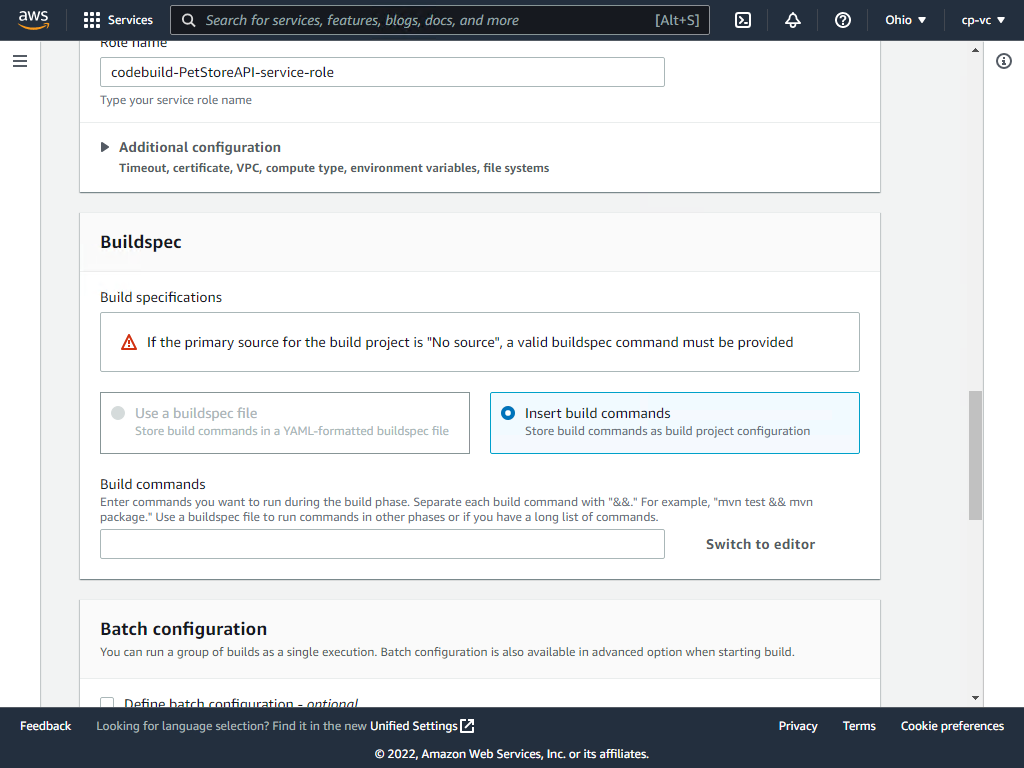 aws
Services
Search for services, features, blogs, docs, and more
[Alt+S]
Ohio ▼
cp-vc ▼
Role name
codebuild-PetStoreAPI-service-role
Type your service role name
Additional configuration
Timeout, certificate, VPC, compute type, environment variables, file systems
Buildspec
Build specifications
If the primary source for the build project is "No source", a valid buildspec command must be provided
Use a buildspec file
Store build commands in a YAML-formatted buildspec file
Insert build commands
Store build commands as build project configuration
Build commands
Enter commands you want to run during the build phase. Separate each build command with "&&." For example, "mvn test && mvn
package." Use a buildspec file to run commands in other phases or if you have a long list of commands.
Switch to editor
Batch configuration
You can run a group of builds as a single execution. Batch configuration is also available in advanced option when starting build.
Define batch configuration - optional
Feedback
Looking for language selection? Find it in the new Unified Settings
Privacy
Terms
Cookie preferences
© 2022, Amazon Web Services, Inc. or its affiliates.